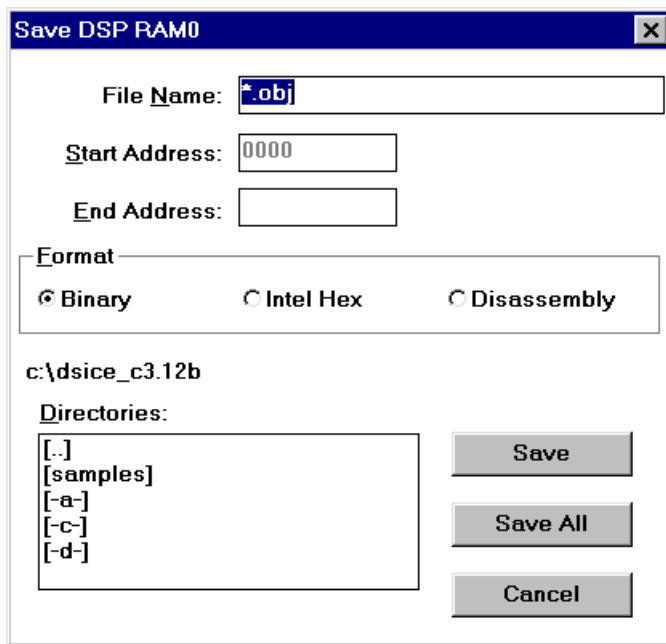 Save DSP RAM0
File Name: *.obj
Start Address: 0000
End Address:
Format
Binary Intel Hex Disassembly
c:\dsice_c3.12b
Directories:
[..]
[samples]
[-a-]
[-c-]
[-d-]
Save
Save All
Cancel